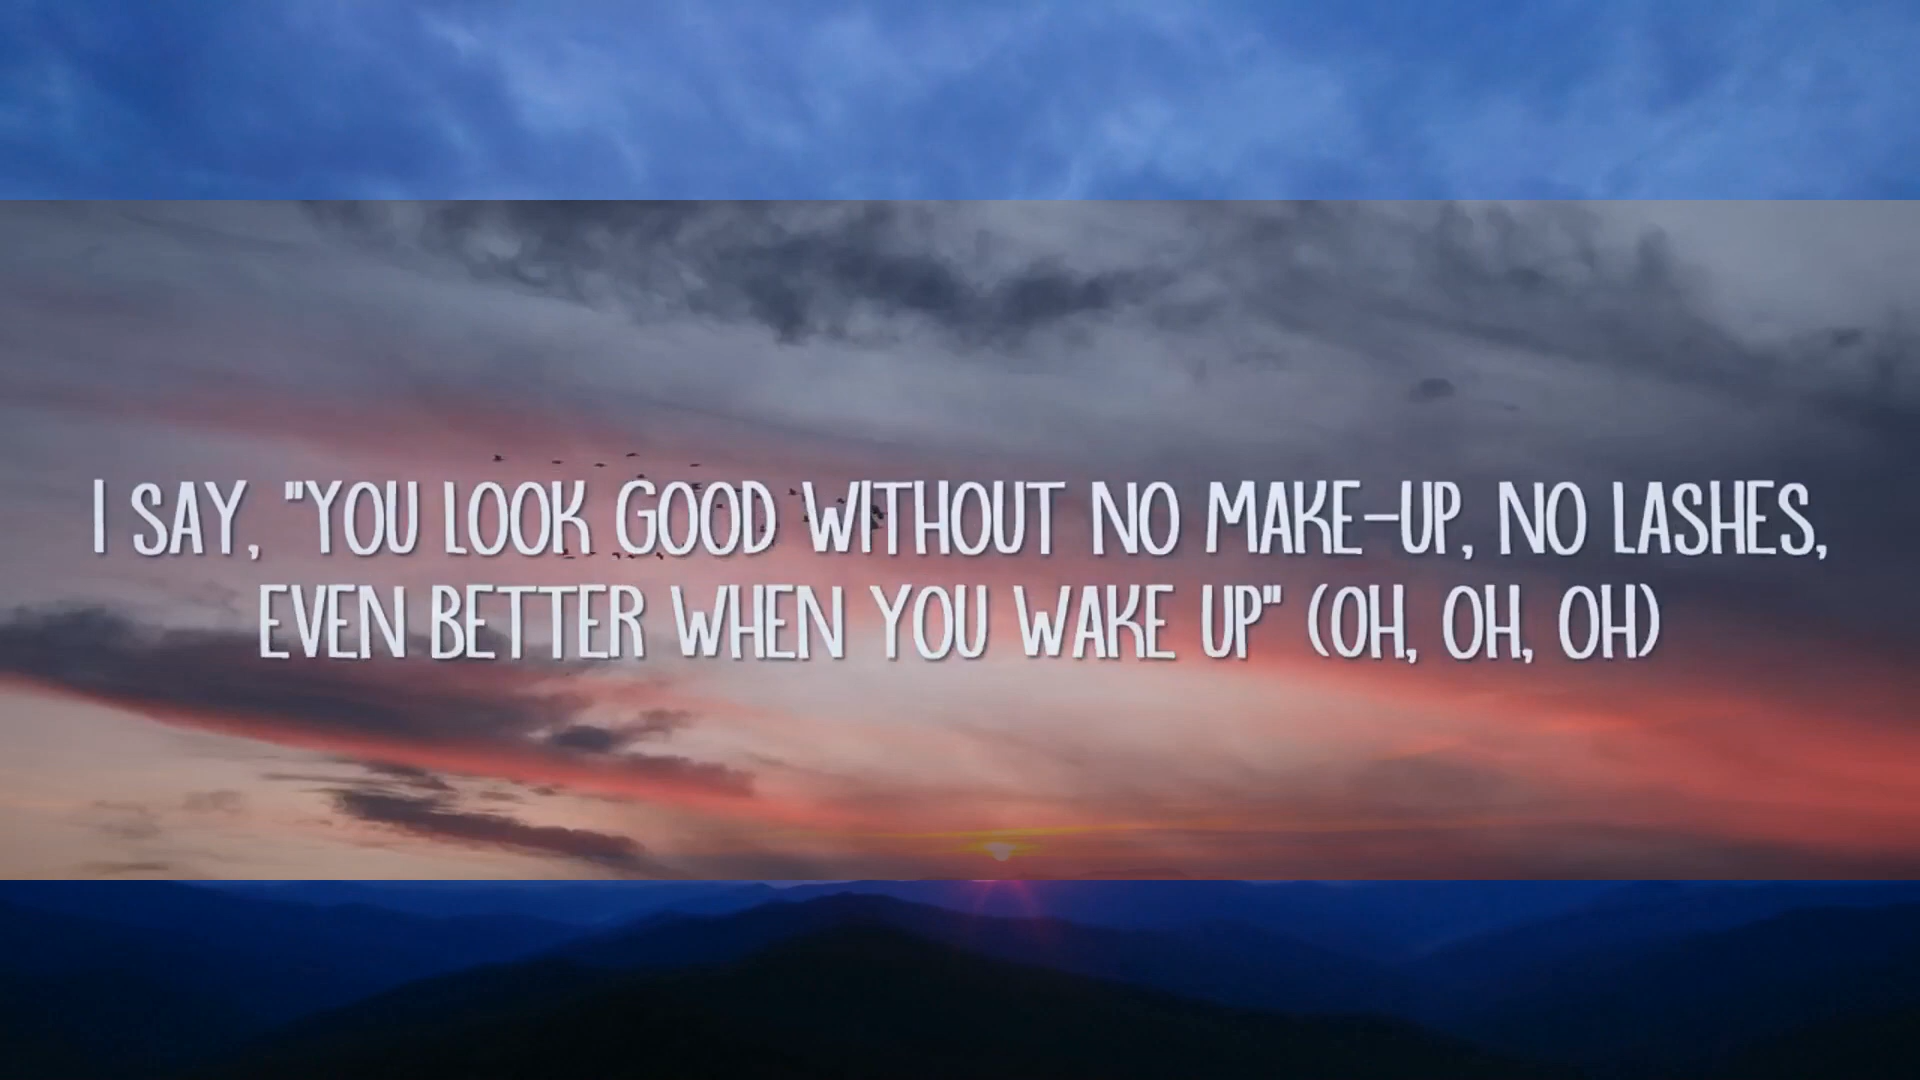 I SAY, "YOU LOOK GOOD WITHOUT NO MAKE-UP, NO LASHES,
EVEN BETTER WHEN YOU WAKE UP" (OH, OH, OH)